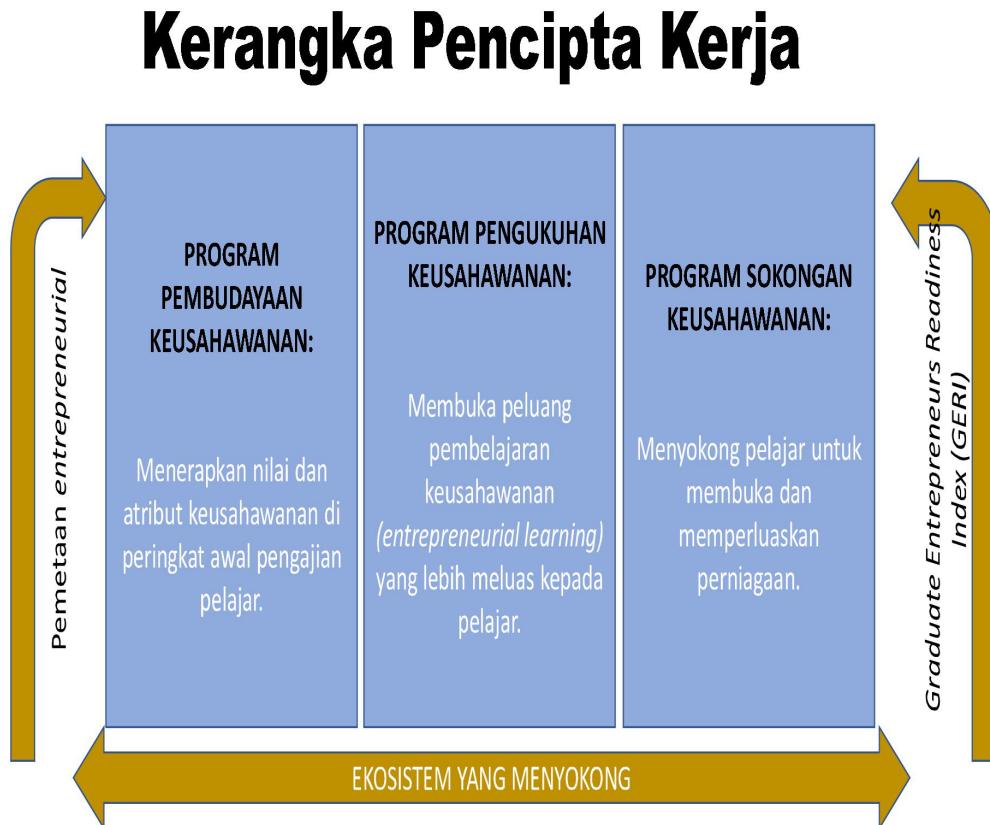 Kerangka Pencipta Kerja
Pemetaan entrepreneurial
PROGRAM
PEMBUDAYAAN
KEUSAHAWANAN:
Menerapkan nilai dan
atribut keusahawanan di
peringkat awal pengajian
pelajar.
PROGRAM PENGUKUHAN
KEUSAHAWANAN:
Membuka peluang
pembelajaran
keusahawanan
(entrepreneurial learning)
yang lebih meluas kepada
pelajar.
PROGRAM SOKONGAN
KEUSAHAWANAN:
Menyokong pelajar untuk
membuka dan
memperluaskan
perniagaan.
Graduate Entrepreneurs Readiness
Index (GERI)
EKOSISTEM YANG MENYOKONG